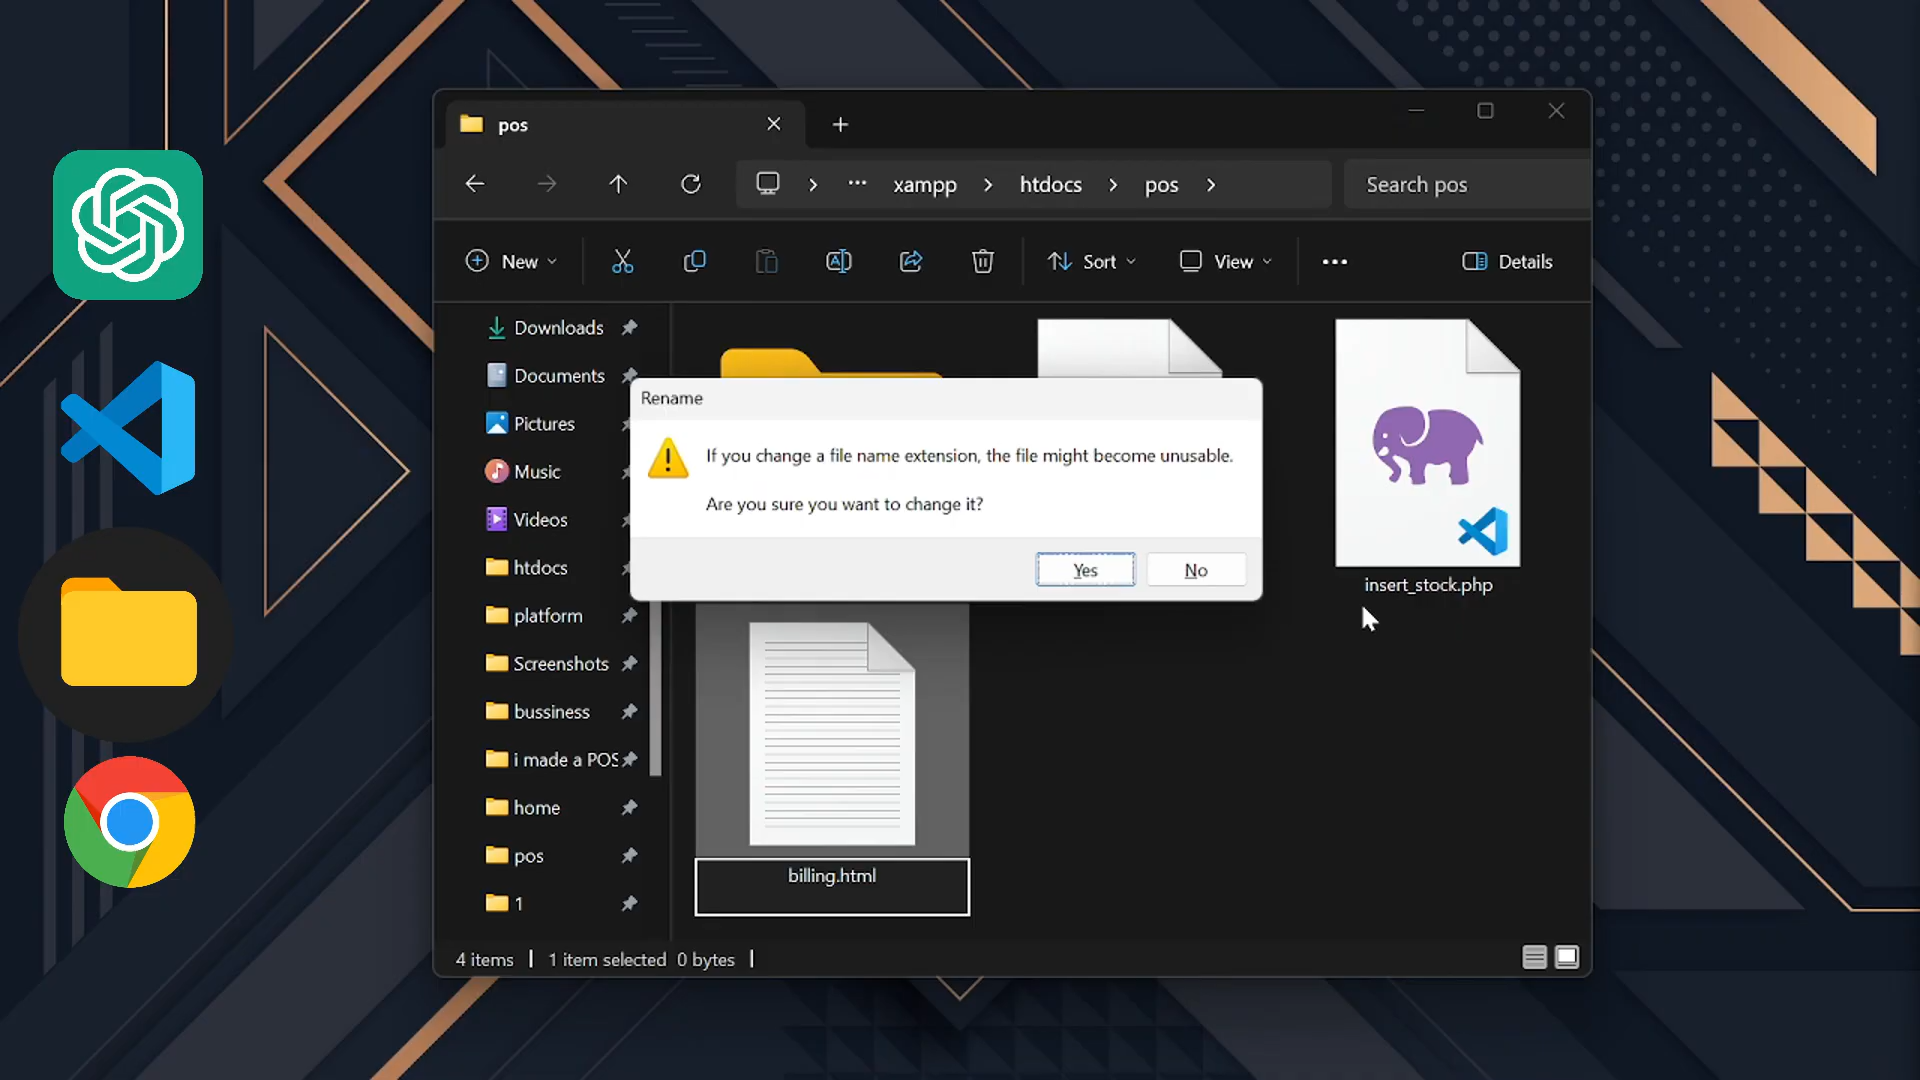 pos
xampp
htdocs
pos
Search pos
New
Sort
View
Details
Downloads
Documents
Pictures
Music
Videos
htdocs
platform
Screenshots
bussiness
i made a POS
home
pos
1
Rename
If you change a file name extension, the file might become unusable.
Are you sure you want to change it?
Yes
No
insert_stock.php
billing.html
4 items
1 item selected 0 bytes